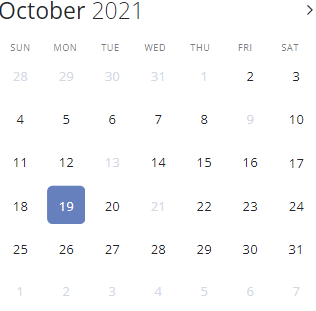 October 2021 >
SUN MON TUE WED THU FRI SAT
28 29 30 31 1 2 3
4 5 6 7 8 9 10
11 12 13 14 15 16 17
18 19 20 21 22 23 24
25 26 27 28 29 30 31
1 2 3 4 5 6 7